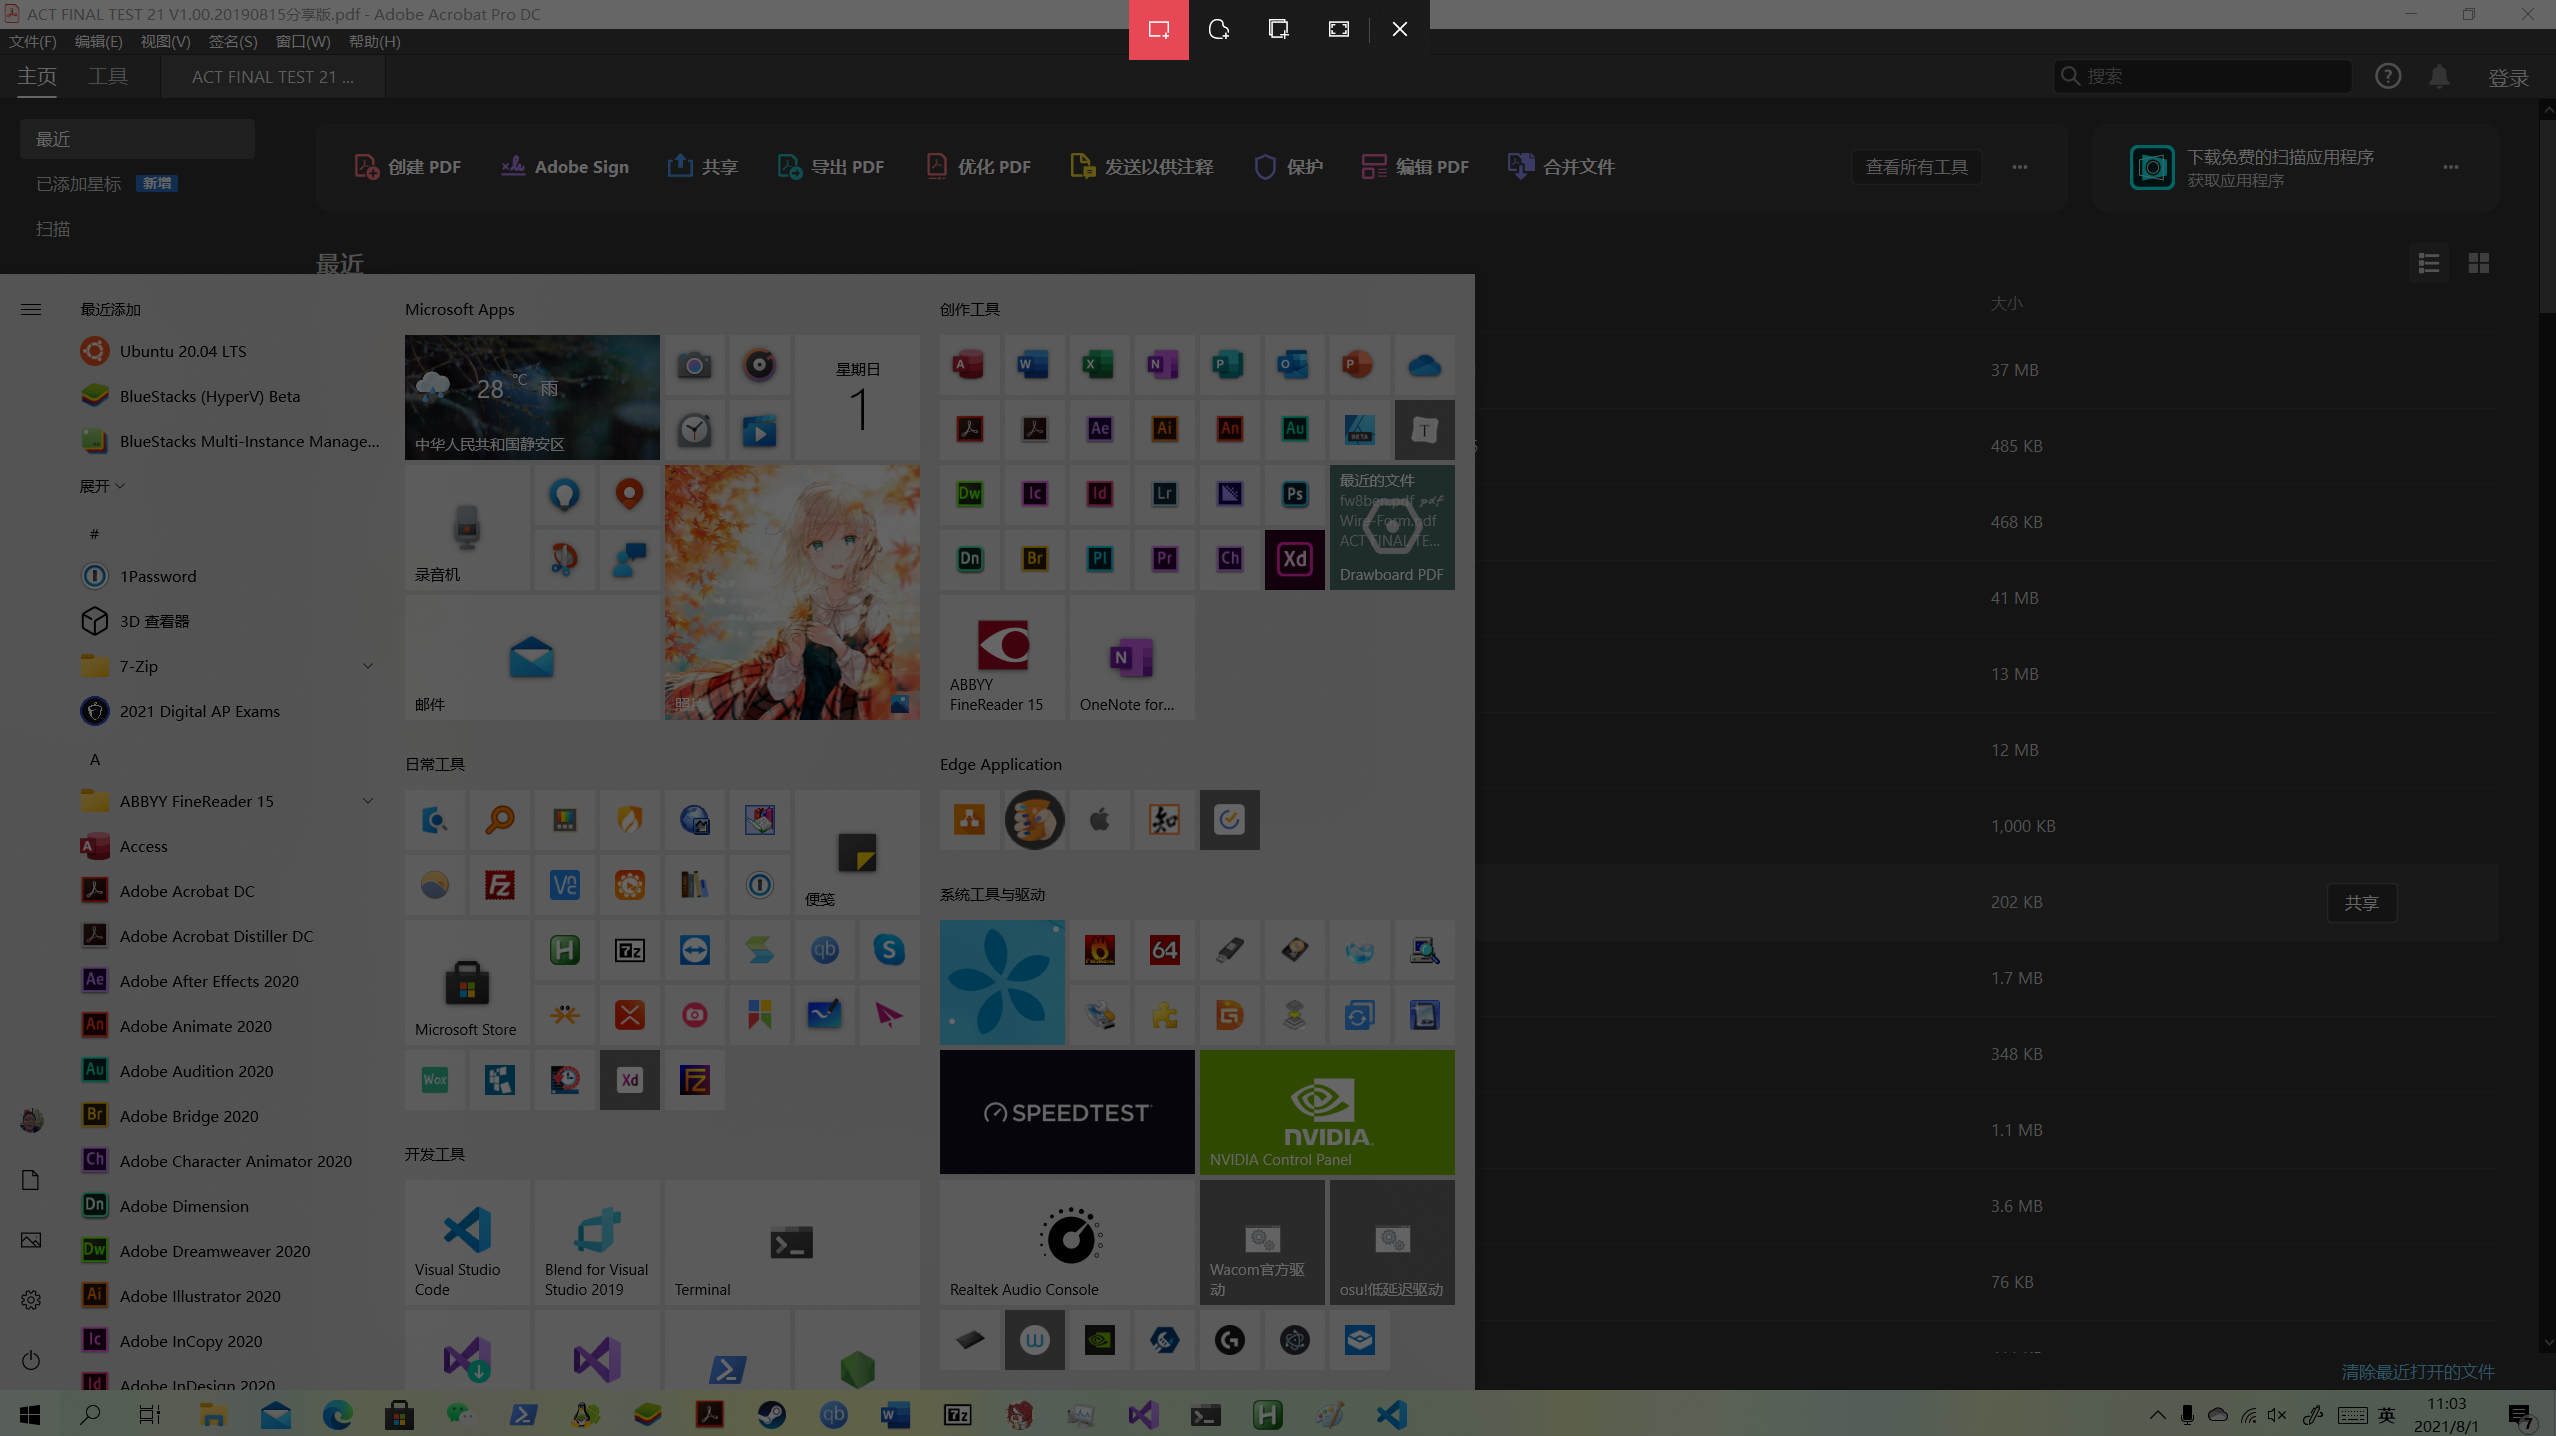 ACT FINAL TEST 21 V1.00.20190815分享版.pdf - Adobe Acrobat Pro DC
文件(F) 编辑(E) 视图(V) 签名(S) 窗口(W) 帮助(H)
主页 工具 ACT FINAL TEST 21 ... 搜索 登录
最近
已添加星标 新增
扫描
创建 PDF Adobe Sign 共享 导出 PDF 优化 PDF 发送以供注释 保护 编辑 PDF 合并文件 查看所有工具
下载免费的扫描应用程序
获取应用程序
最近
大小
37 MB
485 KB
468 KB
41 MB
13 MB
12 MB
1,000 KB
202 KB 共享
1.7 MB
348 KB
1.1 MB
3.6 MB
76 KB
清除最近打开的文件
最近添加
Ubuntu 20.04 LTS
BlueStacks (HyperV) Beta
BlueStacks Multi-Instance Manage...
展开
#
1Password
3D 查看器
7-Zip
2021 Digital AP Exams
A
ABBYY FineReader 15
Access
Adobe Acrobat DC
Adobe Acrobat Distiller DC
Adobe After Effects 2020
Adobe Animate 2020
Adobe Audition 2020
Adobe Bridge 2020
Adobe Character Animator 2020
Adobe Dimension
Adobe Dreamweaver 2020
Adobe Illustrator 2020
Adobe InCopy 2020
Adobe InDesign 2020
Microsoft Apps
28 °C 雨
中华人民共和国静安区
星期日
1
录音机
邮件
照片
日常工具
便笺
Microsoft Store
开发工具
Visual Studio Code
Blend for Visual Studio 2019
Terminal
创作工具
最近的文件
fw8ben.pdf
Wire-Form.pdf
ACT FINAL TE...
Drawboard PDF
ABBYY
FineReader 15
OneNote for...
Edge Application
系统工具与驱动
SPEEDTEST
NVIDIA
NVIDIA Control Panel
Realtek Audio Console
Wacom官方驱动
osu!低延迟驱动
英
11:03
2021/8/1
7